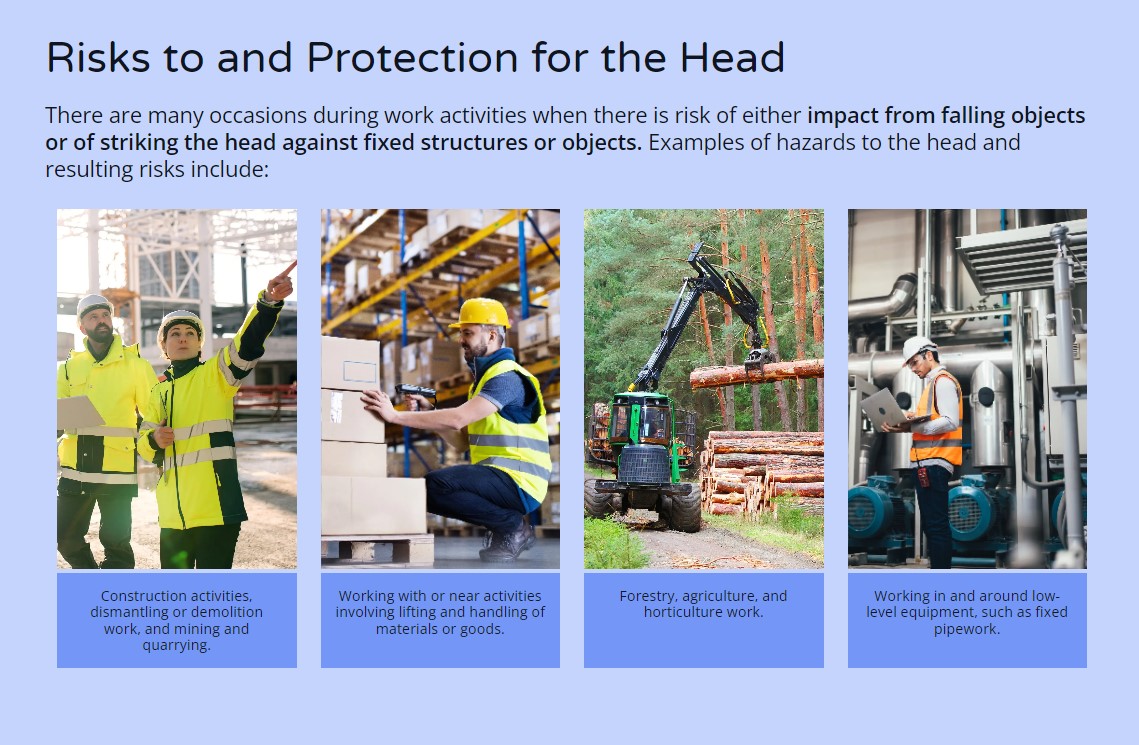 Risks to and Protection for the Head
There are many occasions during work activities when there is risk of either impact from falling objects
or of striking the head against fixed structures or objects. Examples of hazards to the head and
resulting risks include:
Construction activities,
dismantling or demolition
work, and mining and
quarrying.
Working with or near activities
involving lifting and handling of
materials or goods.
Forestry, agriculture, and
horticulture work.
Working in and around low-
level equipment, such as fixed
pipework.